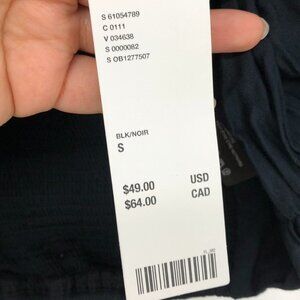 S 61054789
C 0111
V 034638
S 0000082
S OB1277507
BLK/NOIR
S
$49.00 USD
$64.00 CAD